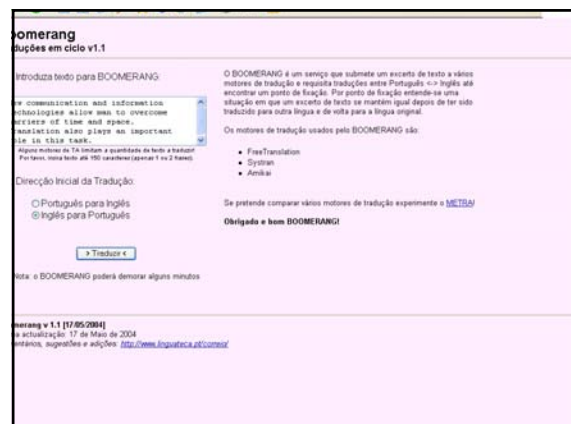 oomerang
duções em ciclo v1.1
Introduza texto para BOOMERANG:
w communication and information
echnologies allow man to overcome
arriers of time and space.
ranslation also plays an important
ole in this task.
Alguns motores de TA limitam a quantidade de texto a traduzir!
Por favor, insira texto até 150 caracteres (apenas 1 ou 2 frases).
Direcção Inicial da Tradução:
Português para Inglês
Inglês para Português
> Traduzir <
Nota: o BOOMERANG poderá demorar alguns minutos
O BOOMERANG é um serviço que submete um excerto de texto a vários
motores de tradução e requisita traduções entre Português <-> Inglês até
encontrar um ponto de fixação. Por ponto de fixação entende-se uma
situação em que um excerto de texto se mantém igual depois de ter sido
traduzido para outra língua e de volta para a língua original.
Os motores de tradução usados pelo BOOMERANG são:
FreeTranslation
Systran
Amikai
Se pretende comparar vários motores de tradução experimente o METRA!
Obrigado e bom BOOMERANG!
merang v 1.1 [17/05/2004]
a actualização: 17 de Maio de 2004
entários, sugestões e adições: http://www.linguateca.pt/correio/